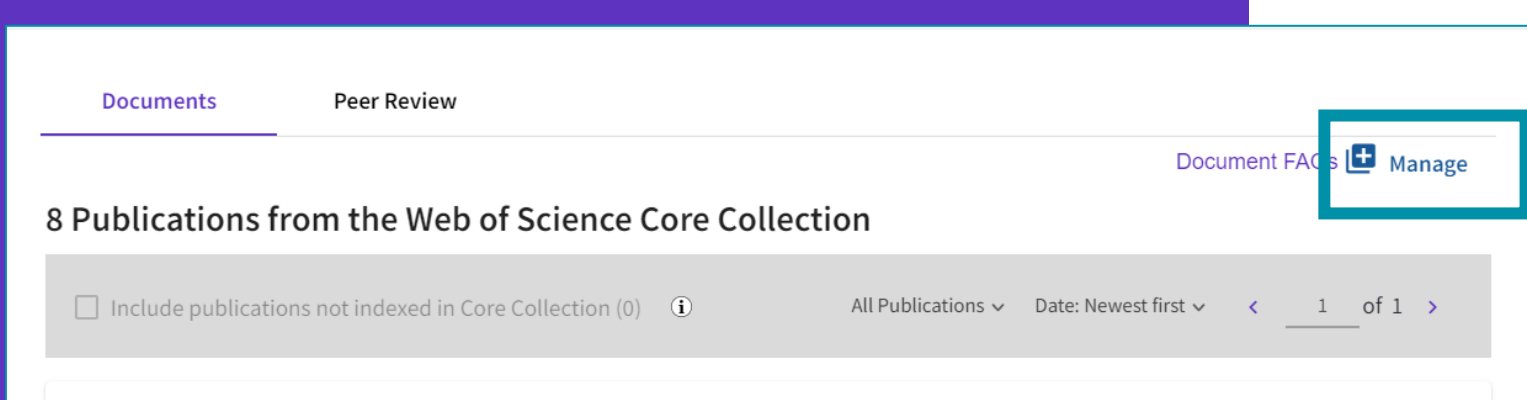 Documents Peer Review
Document FAQs Manage
8 Publications from the Web of Science Core Collection
Include publications not indexed in Core Collection (0) i All Publications Date: Newest first < 1 of 1 >